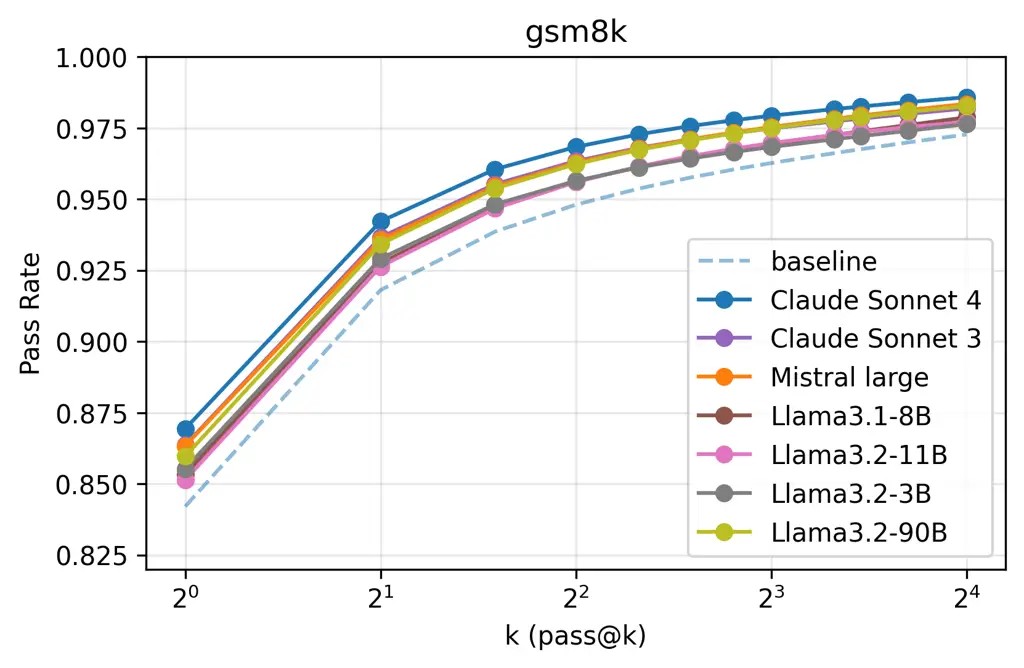 gsm8k
1.000
0.975
0.950
0.925
0.900
0.875
0.850
0.825
Pass Rate
2⁰
2¹
2²
2³
2⁴
k (pass@k)
baseline
Claude Sonnet 4
Claude Sonnet 3
Mistral large
Llama3.1-8B
Llama3.2-11B
Llama3.2-3B
Llama3.2-90B